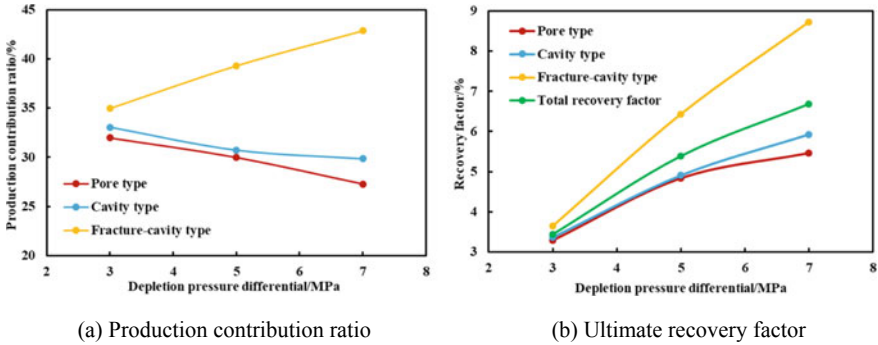 45
40
35
30
25
20
Production contribution ratio/%
Pore type
Cavity type
Fracture-cavity type
2 3 4 5 6 7 8
Depletion pressure differential/MPa
(a) Production contribution ratio
9
8
7
6
5
4
3
Recovery factor/%
Pore type
Cavity type
Fracture-cavity type
Total recovery factor
2 3 4 5 6 7 8
Depletion pressure differential/MPa
(b) Ultimate recovery factor